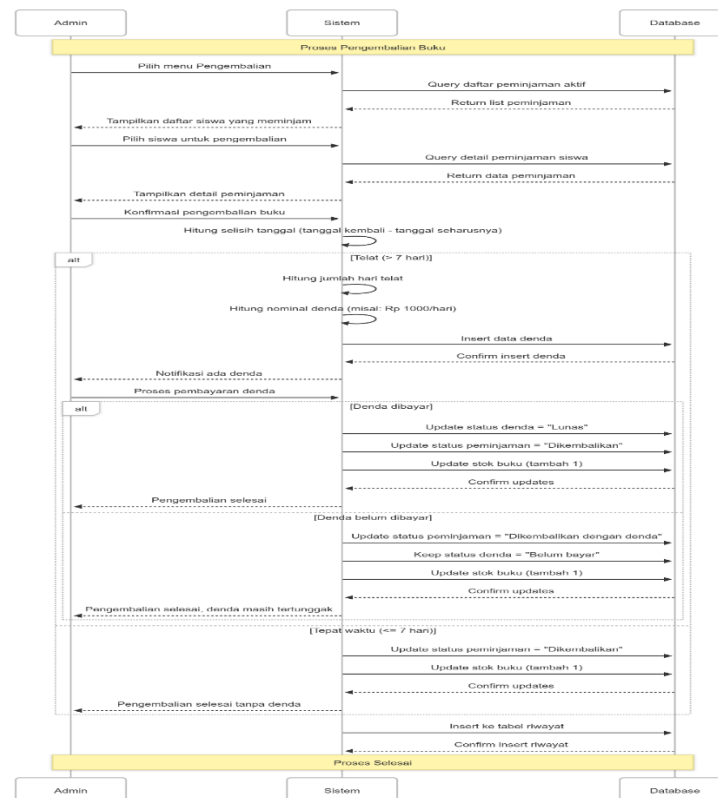 Admin
Sistem
Database
Proses Pengembalian Buku
Pilih menu Pengembalian
Query daftar peminjaman aktif
Return list peminjaman
Tampilkan daftar siswa yang meminjam
Pilih siswa untuk pengembalian
Query detail peminjaman siswa
Return data peminjaman
Tampilkan detail peminjaman
Konfirmasi pengembalian buku
Hitung selisih tanggal (tanggal kembali - tanggal seharusnya)
alt
[Telat (> 7 hari)]
Hitung jumlah hari telat
Hitung nominal denda (misal: Rp 1000/hari)
Insert data denda
Confirm insert denda
Notifikasi ada denda
Proses pembayaran denda
alt
[Denda dibayar]
Update status denda = "Lunas"
Update status peminjaman = "Dikembalikan"
Update stok buku (tambah 1)
Confirm updates
Pengembalian selesai
[Denda belum dibayar]
Update status peminjaman = "Dikembalikan dengan denda"
Keep status denda = "Belum bayar"
Update stok buku (tambah 1)
Confirm updates
Pengembalian selesai, denda masih tertunggak
[Tepat waktu (<= 7 hari)]
Update status peminjaman = "Dikembalikan"
Update stok buku (tambah 1)
Confirm updates
Pengembalian selesai tanpa denda
Insert ke tabel riwayat
Confirm insert riwayat
Proses Selesai
Admin
Sistem
Database